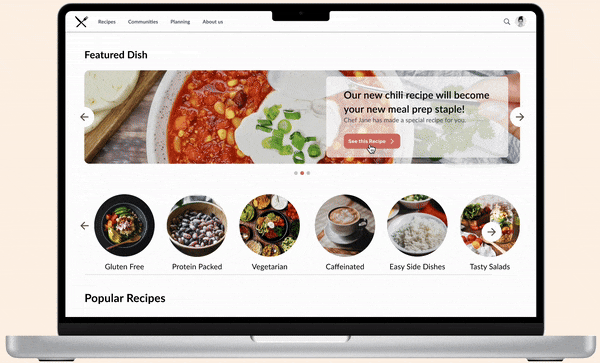 Recipes
Communities
Planning
About us
Featured Dish
Our new chili recipe will become
your new meal prep staple!
Chef Jane has made a special recipe for you.
See this Recipe
Gluten Free
Protein Packed
Vegetarian
Caffeinated
Easy Side Dishes
Tasty Salads
Popular Recipes